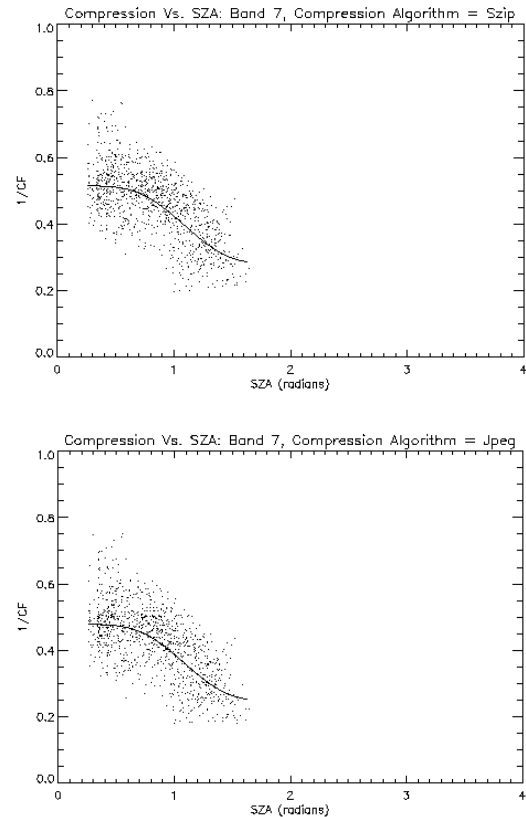 Compression Vs. SZA: Band 7, Compression Algorithm = Szip
1.0
0.8
0.6
0.4
0.2
0.0
1/CF
0 1 2 3 4
SZA (radians)
Compression Vs. SZA: Band 7, Compression Algorithm = Jpeg
1.0
0.8
0.6
0.4
0.2
0.0
1/CF
0 1 2 3 4
SZA (radians)